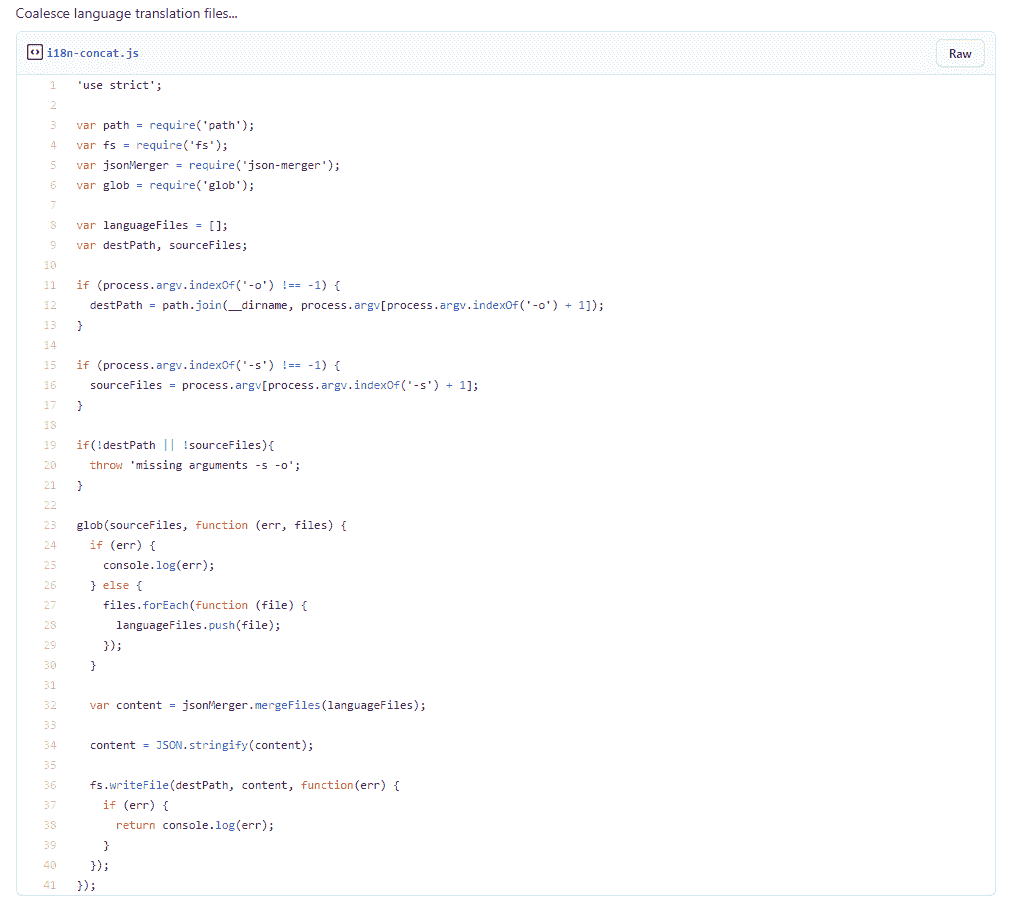 Coalesce language translation files...
i18n-concat.js
Raw
1 'use strict';
2
3 var path = require('path');
4 var fs = require('fs');
5 var jsonMerger = require('json-merger');
6 var glob = require('glob');
7
8 var languageFiles = [];
9 var destPath, sourceFiles;
10
11 if (process.argv.indexOf('-o') !== -1) {
12   destPath = path.join(__dirname, process.argv[process.argv.indexOf('-o') + 1]);
13 }
14
15 if (process.argv.indexOf('-s') !== -1) {
16   sourceFiles = process.argv[process.argv.indexOf('-s') + 1];
17 }
18
19 if(!destPath || !sourceFiles){
20   throw 'missing arguments -s -o';
21 }
22
23 glob(sourceFiles, function (err, files) {
24   if (err) {
25     console.log(err);
26   } else {
27     files.forEach(function (file) {
28       languageFiles.push(file);
29     });
30   }
31
32   var content = jsonMerger.mergeFiles(languageFiles);
33
34   content = JSON.stringify(content);
35
36   fs.writeFile(destPath, content, function(err) {
37     if (err) {
38       return console.log(err);
39     }
40   });
41 });